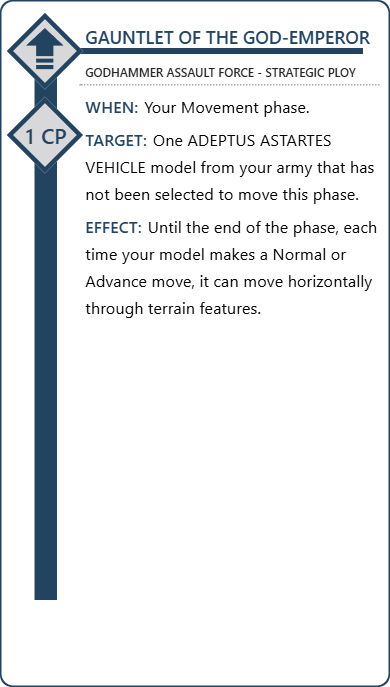 GAUNTLET OF THE GOD-EMPEROR
GODHAMMER ASSAULT FORCE - STRATEGIC PLOY
1 CP
WHEN: Your Movement phase.
TARGET: One ADEPTUS ASTARTES
VEHICLE model from your army that has
not been selected to move this phase.
EFFECT: Until the end of the phase, each
time your model makes a Normal or
Advance move, it can move horizontally
through terrain features.